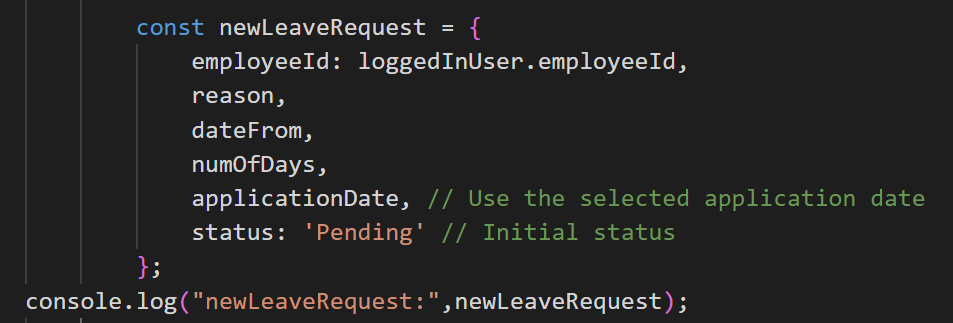 const newLeaveRequest = {
employeeId: loggedInUser.employeeId,
reason,
dateFrom,
numOfDays,
applicationDate, // Use the selected application date
status: 'Pending' // Initial status
};
console.log("newLeaveRequest:",newLeaveRequest);